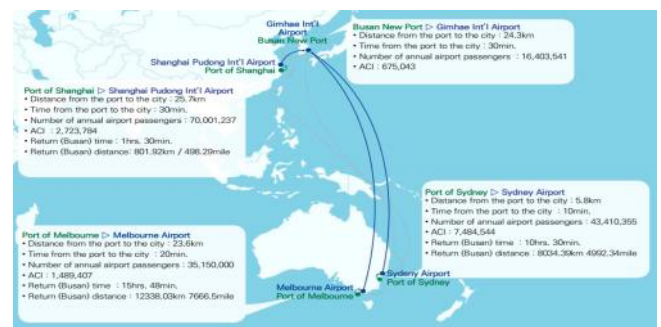 Gimhae Int'l
Airport
Busan New Port
Busan New Port ▷ Gimhae Int'l Airport
• Distance from the port to the city : 24.3km
• Time from the port to the city : 30min.
• Number of annual airport passengers : 16,403,541
• ACI : 675,043
Shanghai Pudong Int'l Airport
Port of Shanghai
Port of Shanghai ▷ Shanghai Pudong Int'l Airport
• Distance from the port to the city : 25.7km
• Time from the port to the city : 30min.
• Number of annual airport passengers : 70,001,237
• ACI : 2,723,784
• Return (Busan) time : 1hrs. 30min.
• Return (Busan) distance: 801.92km / 498.29mile
Port of Sydney ▷ Sydney Airport
• Distance from the port to the city : 5.8km
• Time from the port to the city : 10min,
• Number of annual airport passengers : 43,410,355
• ACI : 7,484,544
• Return (Busan) time : 10hrs. 30min.
• Return (Busan) distance : 8034.39km 4992.34mile
Port of Melbourne ▷ Melbourne Airport
• Distance from the port to the city : 23.6km
• Time from the port to the city : 20min.
• Number of annual airport passengers : 35,150,000
• ACI : 1,489,407
• Return (Busan) time : 15hrs, 48min.
• Return (Busan) distance : 12338.03km 7666.5mile
Sydeny Airport
Port of Sydney
Melbourne Airport
Port of Melbourne